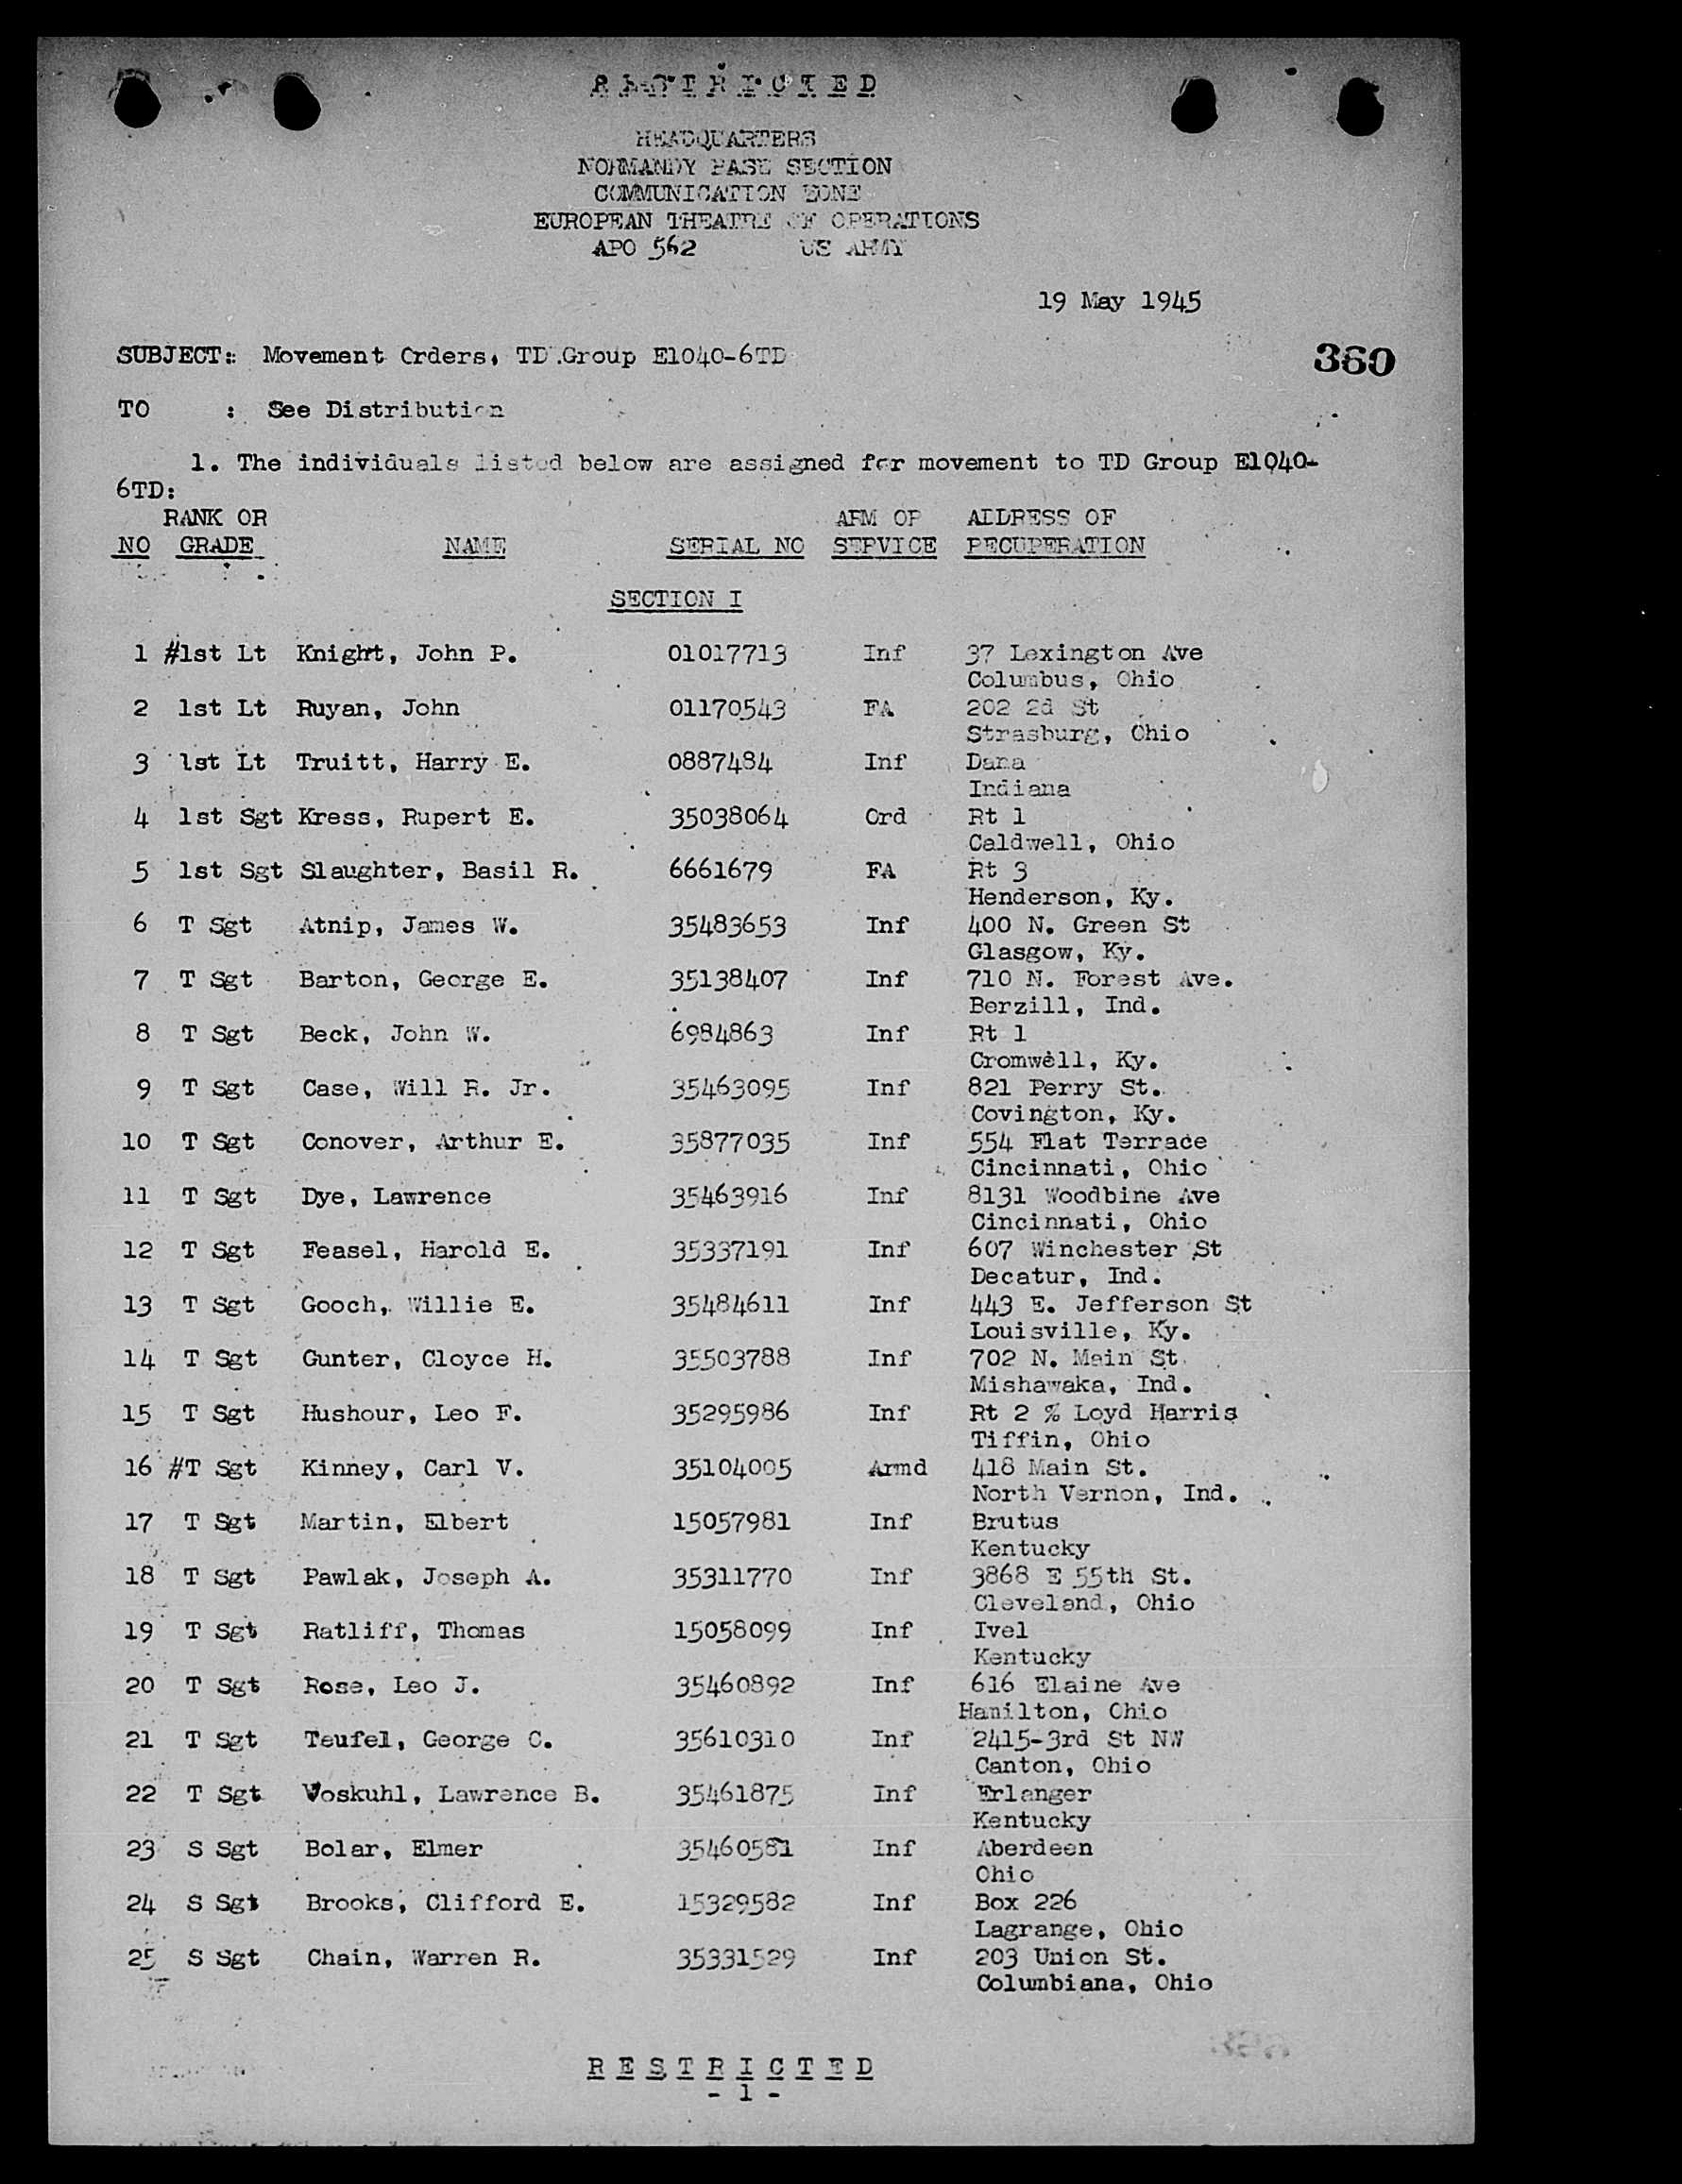 R E S T R I C T E D
HEADQUARTERS
NORMANDY BASE SECTION
COMMUNICATION ZONE
EUROPEAN THEATRE OF OPERATIONS
APO 562 US ARMY
19 May 1945
SUBJECT: Movement Orders, TD Group E1040-6TD
360
TO : See Distribution
1. The individuals listed below are assigned for movement to TD Group E1040-
6TD:
RANK OR ARM OF ADDRESS OF
NO GRADE NAME SERIAL NO SERVICE RECUPERATION
SECTION I
1 #1st Lt Knight, John P. 01017713 Inf 37 Lexington Ave
Columbus, Ohio
2 1st Lt Ruyan, John 01170543 FA 202 2d St
Strasburg, Ohio
3 1st Lt Truitt, Harry E. 0887484 Inf Dana
Indiana
4 1st Sgt Kress, Rupert E. 35038064 Ord Rt 1
Caldwell, Ohio
5 1st Sgt Slaughter, Basil R. 6661679 FA Rt 3
Henderson, Ky.
6 T Sgt Atnip, James W. 35483653 Inf 400 N. Green St
Glasgow, Ky.
7 T Sgt Barton, George E. 35138407 Inf 710 N. Forest Ave.
Berzill, Ind.
8 T Sgt Beck, John W. 6984863 Inf Rt 1
Cromwell, Ky.
9 T Sgt Case, Will R. Jr. 35463095 Inf 821 Perry St.
Covington, Ky.
10 T Sgt Conover, Arthur E. 35877035 Inf 554 Flat Terrace
Cincinnati, Ohio
11 T Sgt Dye, Lawrence 35463916 Inf 8131 Woodbine Ave
Cincinnati, Ohio
12 T Sgt Feasel, Harold E. 35337191 Inf 607 Winchester St
Decatur, Ind.
13 T Sgt Gooch, Willie E. 35484611 Inf 443 E. Jefferson St
Louisville, Ky.
14 T Sgt Gunter, Cloyce H. 35503788 Inf 702 N. Main St
Mishawaka, Ind.
15 T Sgt Hushour, Leo F. 35295986 Inf Rt 2 % Loyd Harris
Tiffin, Ohio
16 #T Sgt Kinney, Carl V. 35104005 Armd 418 Main St.
North Vernon, Ind.
17 T Sgt Martin, Elbert 15057981 Inf Brutus
Kentucky
18 T Sgt Pawlak, Joseph A. 35311770 Inf 3868 E 55th St.
Cleveland, Ohio
19 T Sgt Ratliff, Thomas 15058099 Inf Ivel
Kentucky
20 T Sgt Rose, Leo J. 35460892 Inf 616 Elaine Ave
Hamilton, Ohio
21 T Sgt Teufel, George C. 35610310 Inf 2415-3rd St NW
Canton, Ohio
22 T Sgt Voskuhl, Lawrence B. 35461875 Inf Erlanger
Kentucky
23 S Sgt Bolar, Elmer 35460581 Inf Aberdeen
Ohio
24 S Sgt Brooks, Clifford E. 15329582 Inf Box 226
Lagrange, Ohio
25 S Sgt Chain, Warren R. 35331529 Inf 203 Union St.
Columbiana, Ohio
R E S T R I C T E D
- 1 -